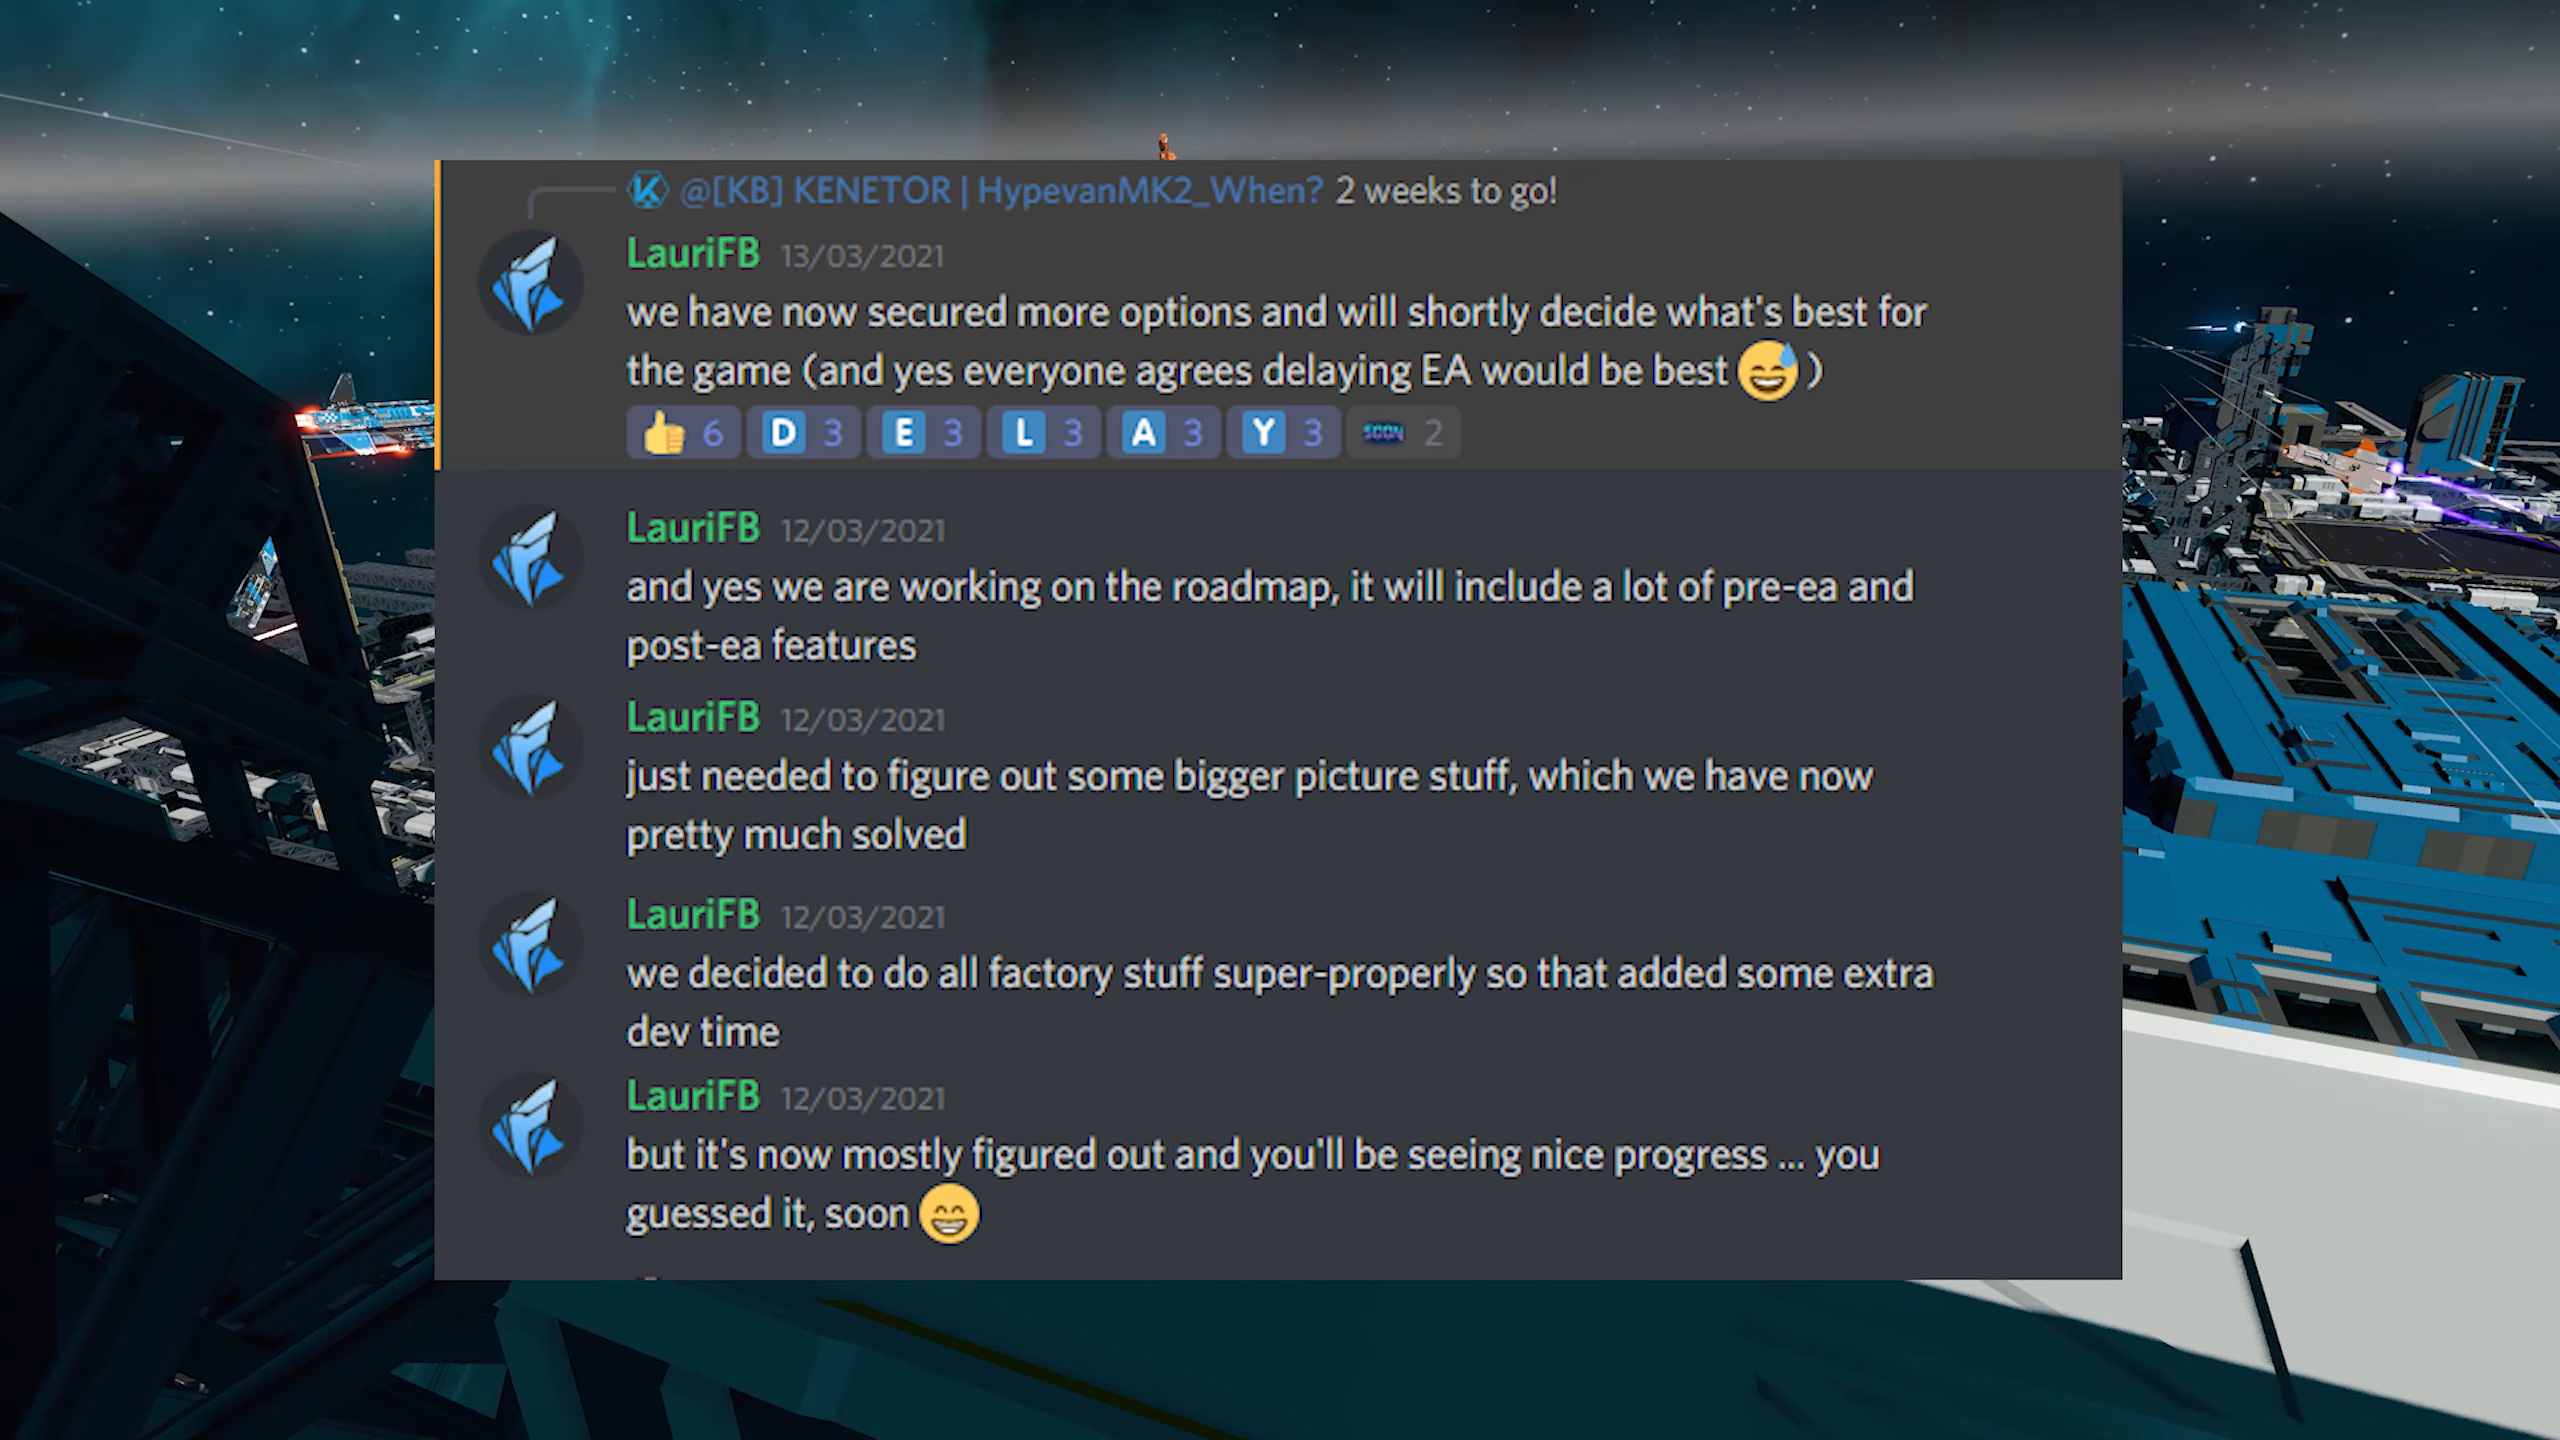 @[KB] KENETOR | HypevanMK2_When? 2 weeks to go!
LauriFB 13/03/2021
we have now secured more options and will shortly decide what's best for
the game (and yes everyone agrees delaying EA would be best 😅)
👍 6 D 3 E 3 L 3 A 3 Y 3 SOON 2
LauriFB 12/03/2021
and yes we are working on the roadmap, it will include a lot of pre-ea and
post-ea features
LauriFB 12/03/2021
just needed to figure out some bigger picture stuff, which we have now
pretty much solved
LauriFB 12/03/2021
we decided to do all factory stuff super-properly so that added some extra
dev time
LauriFB 12/03/2021
but it's now mostly figured out and you'll be seeing nice progress ... you
guessed it, soon 😄